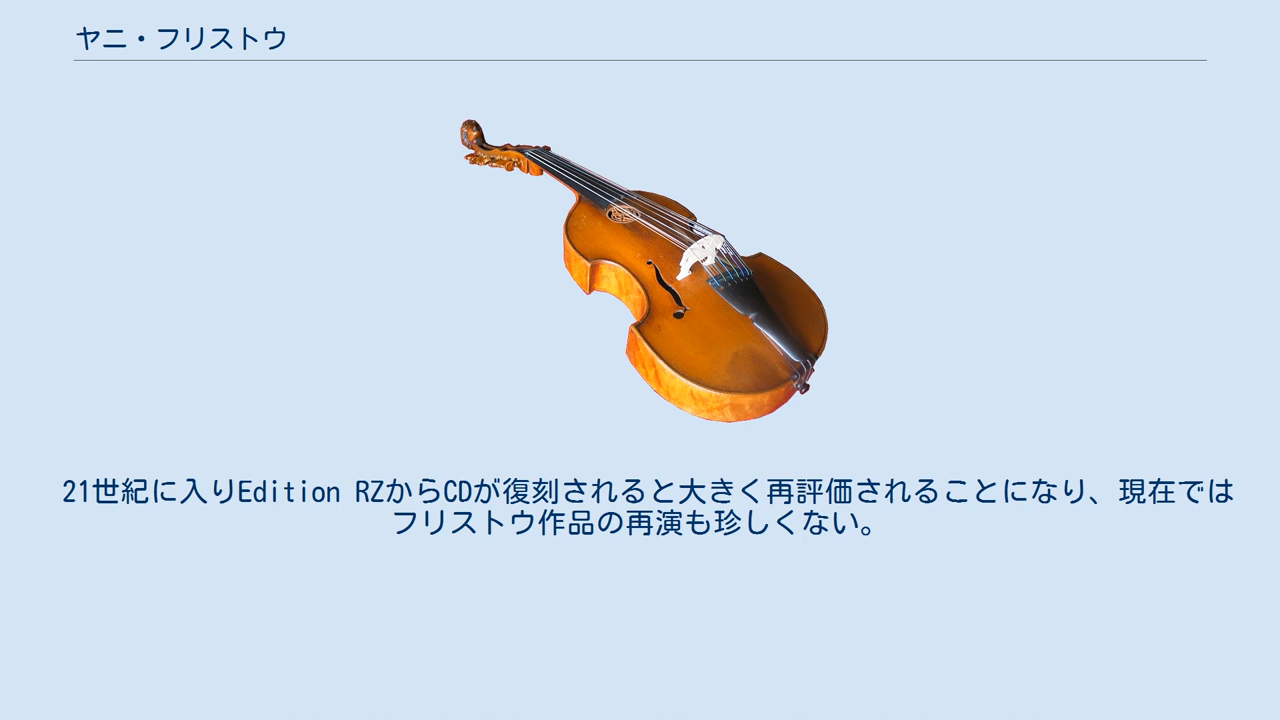 ヤニ・フリストウ
21世紀に入りEdition RZからCDが復刻されると大きく再評価されることになり、現在では
フリストウ作品の再演も珍しくない。